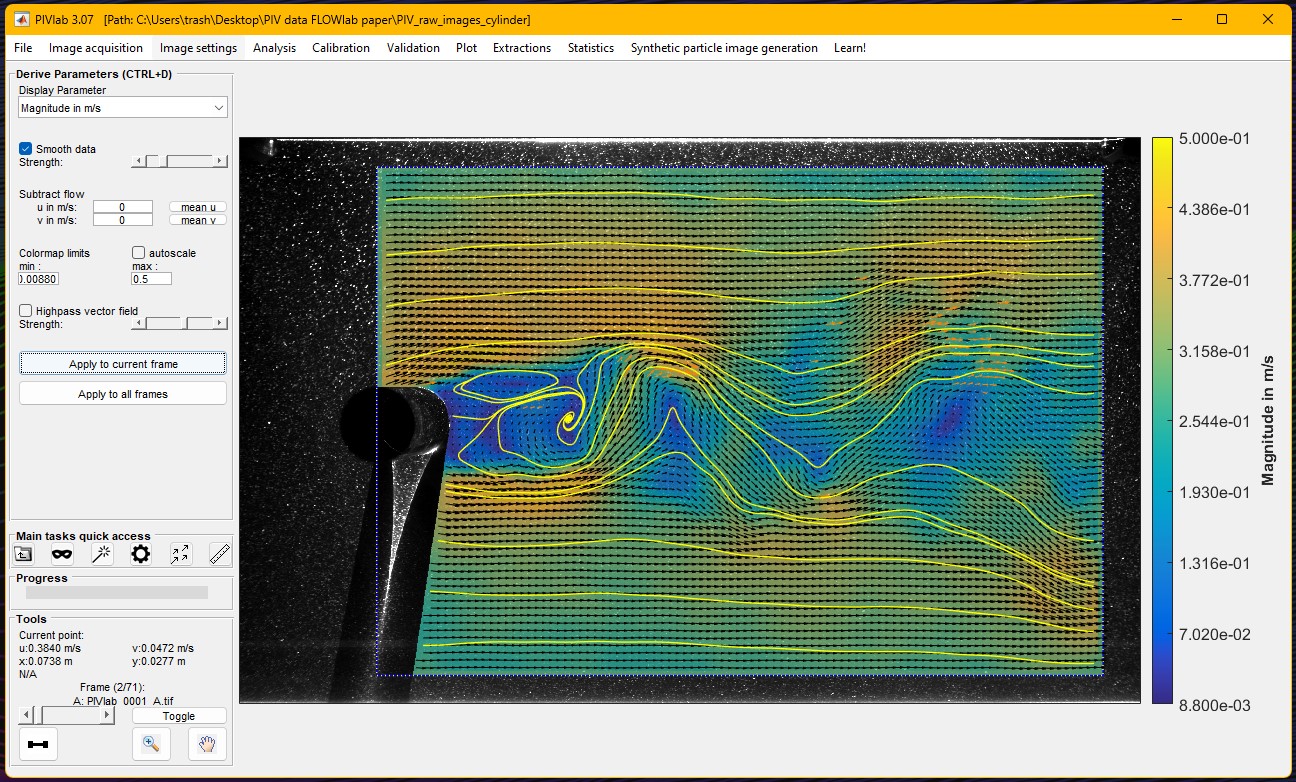 PIVlab 3.07 [Path: C:\Users\trash\Desktop\PIV data FLOWlab paper\PIV_raw_images_cylinder]
File Image acquisition Image settings Analysis Calibration Validation Plot Extractions Statistics Synthetic particle image generation Learn!
Derive Parameters (CTRL+D)
Display Parameter
Magnitude in m/s
Smooth data
Strength:
Subtract flow
u in m/s: 0 mean u
v in m/s: 0 mean v
Colormap limits autoscale
min : max :
0.00880 0.5
Highpass vector field
Strength:
Apply to current frame
Apply to all frames
Main tasks quick access
Progress
Tools
Current point:
u:0.3840 m/s v:0.0472 m/s
x:0.0738 m y:0.0277 m
N/A
Frame (2/71):
A: PIVlab_0001_A.tif
Toggle
5.000e-01
4.386e-01
3.772e-01
3.158e-01
2.544e-01
1.930e-01
1.316e-01
7.020e-02
8.800e-03
Magnitude in m/s